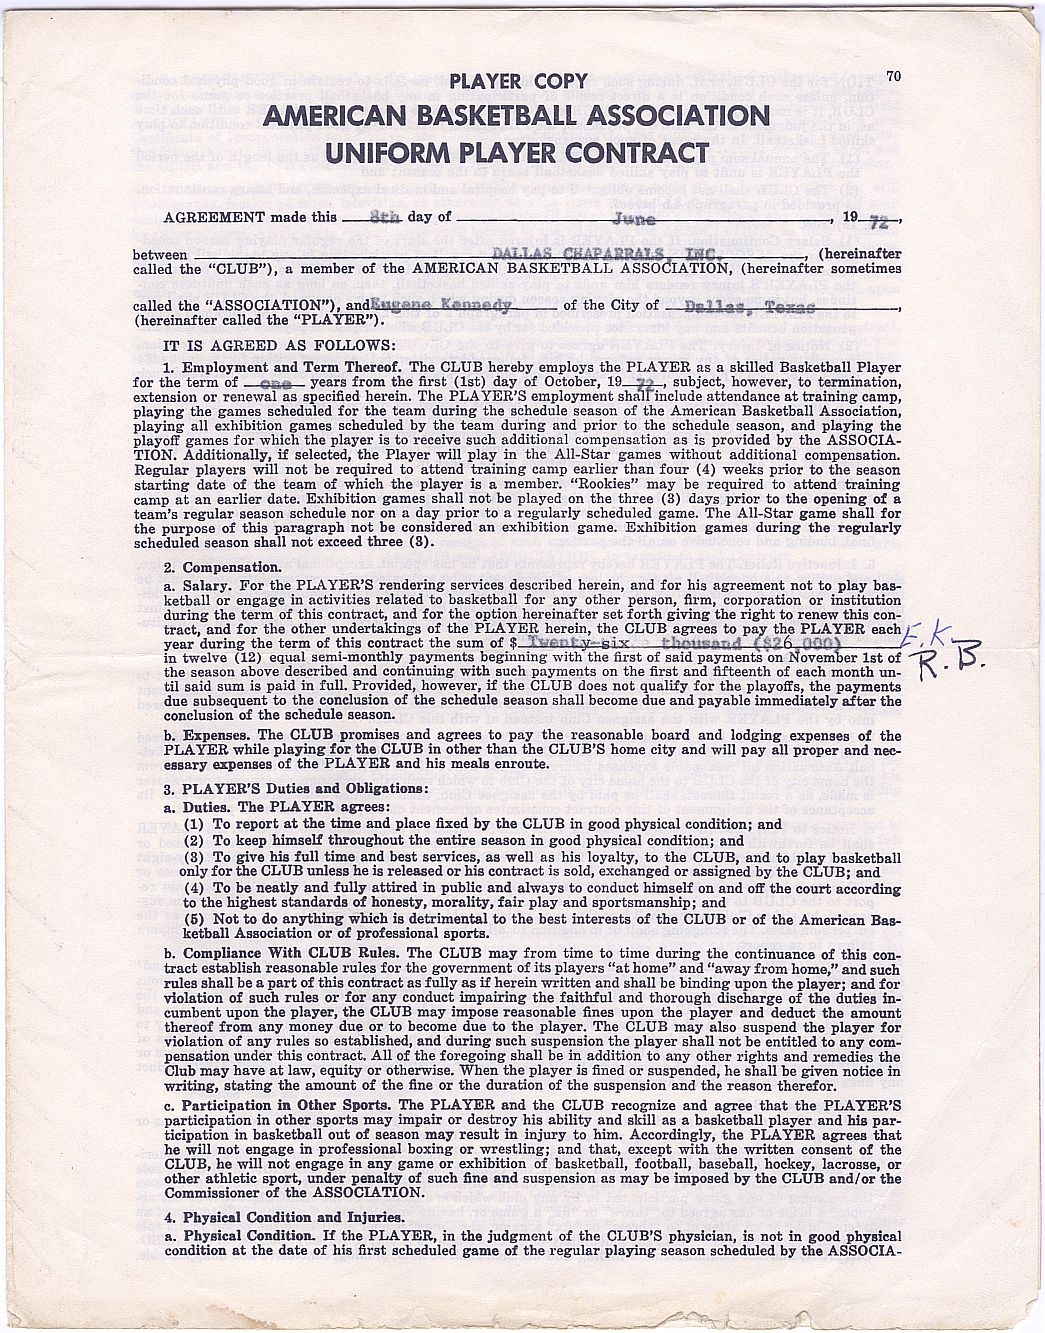 70
PLAYER COPY
AMERICAN BASKETBALL ASSOCIATION
UNIFORM PLAYER CONTRACT
AGREEMENT made this 8th day of June, 19 72,
between DALLAS CHAPARRALS, INC., (hereinafter
called the “CLUB”), a member of the AMERICAN BASKETBALL ASSOCIATION, (hereinafter sometimes
called the “ASSOCIATION”), and Eugene Kennedy of the City of Dallas, Texas,
(hereinafter called the “PLAYER”).
IT IS AGREED AS FOLLOWS:
1. Employment and Term Thereof. The CLUB hereby employs the PLAYER as a skilled Basketball Player
for the term of one years from the first (1st) day of October, 19 72, subject, however, to termination,
extension or renewal as specified herein. The PLAYER'S employment shall include attendance at training camp,
playing the games scheduled for the team during the schedule season of the American Basketball Association,
playing all exhibition games scheduled by the team during and prior to the schedule season, and playing the
playoff games for which the player is to receive such additional compensation as is provided by the ASSOCIA-
TION. Additionally, if selected, the Player will play in the All-Star games without additional compensation.
Regular players will not be required to attend training camp earlier than four (4) weeks prior to the season
starting date of the team of which the player is a member. “Rookies” may be required to attend training
camp at an earlier date. Exhibition games shall not be played on the three (3) days prior to the opening of a
team's regular season schedule nor on a day prior to a regularly scheduled game. The All-Star game shall for
the purpose of this paragraph not be considered an exhibition game. Exhibition games during the regularly
scheduled season shall not exceed three (3).
2. Compensation.
a. Salary. For the PLAYER'S rendering services described herein, and for his agreement not to play bas-
ketball or engage in activities related to basketball for any other person, firm, corporation or institution
during the term of this contract, and for the option hereinafter set forth giving the right to renew this con-
tract, and for the other undertakings of the PLAYER herein, the CLUB agrees to pay the PLAYER each
year during the term of this contract the sum of $ Twenty-six thousand ($26,000)
E.K.
R.B.
in twelve (12) equal semi-monthly payments beginning with the first of said payments on November 1st of
the season above described and continuing with such payments on the first and fifteenth of each month un-
til said sum is paid in full. Provided, however, if the CLUB does not qualify for the playoffs, the payments
due subsequent to the conclusion of the schedule season shall become due and payable immediately after the
conclusion of the schedule season.
b. Expenses. The CLUB promises and agrees to pay the reasonable board and lodging expenses of the
PLAYER while playing for the CLUB in other than the CLUB'S home city and will pay all proper and nec-
essary expenses of the PLAYER and his meals enroute.
3. PLAYER'S Duties and Obligations:
a. Duties. The PLAYER agrees:
(1) To report at the time and place fixed by the CLUB in good physical condition; and
(2) To keep himself throughout the entire season in good physical condition; and
(3) To give his full time and best services, as well as his loyalty, to the CLUB, and to play basketball
only for the CLUB unless he is released or his contract is sold, exchanged or assigned by the CLUB; and
(4) To be neatly and fully attired in public and always to conduct himself on and off the court according
to the highest standards of honesty, morality, fair play and sportsmanship; and
(5) Not to do anything which is detrimental to the best interests of the CLUB or of the American Bas-
ketball Association or of professional sports.
b. Compliance With CLUB Rules. The CLUB may from time to time during the continuance of this con-
tract establish reasonable rules for the government of its players “at home” and “away from home,” and such
rules shall be a part of this contract as fully as if herein written and shall be binding upon the player; and for
violation of such rules or for any conduct impairing the faithful and thorough discharge of the duties in-
cumbent upon the player, the CLUB may impose reasonable fines upon the player and deduct the amount
thereof from any money due or to become due to the player. The CLUB may also suspend the player for
violation of any rules so established, and during such suspension the player shall not be entitled to any com-
pensation under this contract. All of the foregoing shall be in addition to any other rights and remedies the
Club may have at law, equity or otherwise. When the player is fined or suspended, he shall be given notice in
writing, stating the amount of the fine or the duration of the suspension and the reason therefor.
c. Participation in Other Sports. The PLAYER and the CLUB recognize and agree that the PLAYER'S
participation in other sports may impair or destroy his ability and skill as a basketball player and his par-
ticipation in basketball out of season may result in injury to him. Accordingly, the PLAYER agrees that
he will not engage in professional boxing or wrestling; and that, except with the written consent of the
CLUB, he will not engage in any game or exhibition of basketball, football, baseball, hockey, lacrosse, or
other athletic sport, under penalty of such fine and suspension as may be imposed by the CLUB and/or the
Commissioner of the ASSOCIATION.
4. Physical Condition and Injuries.
a. Physical Condition. If the PLAYER, in the judgment of the CLUB'S physician, is not in good physical
condition at the date of his first scheduled game of the regular playing season scheduled by the ASSOCIA-